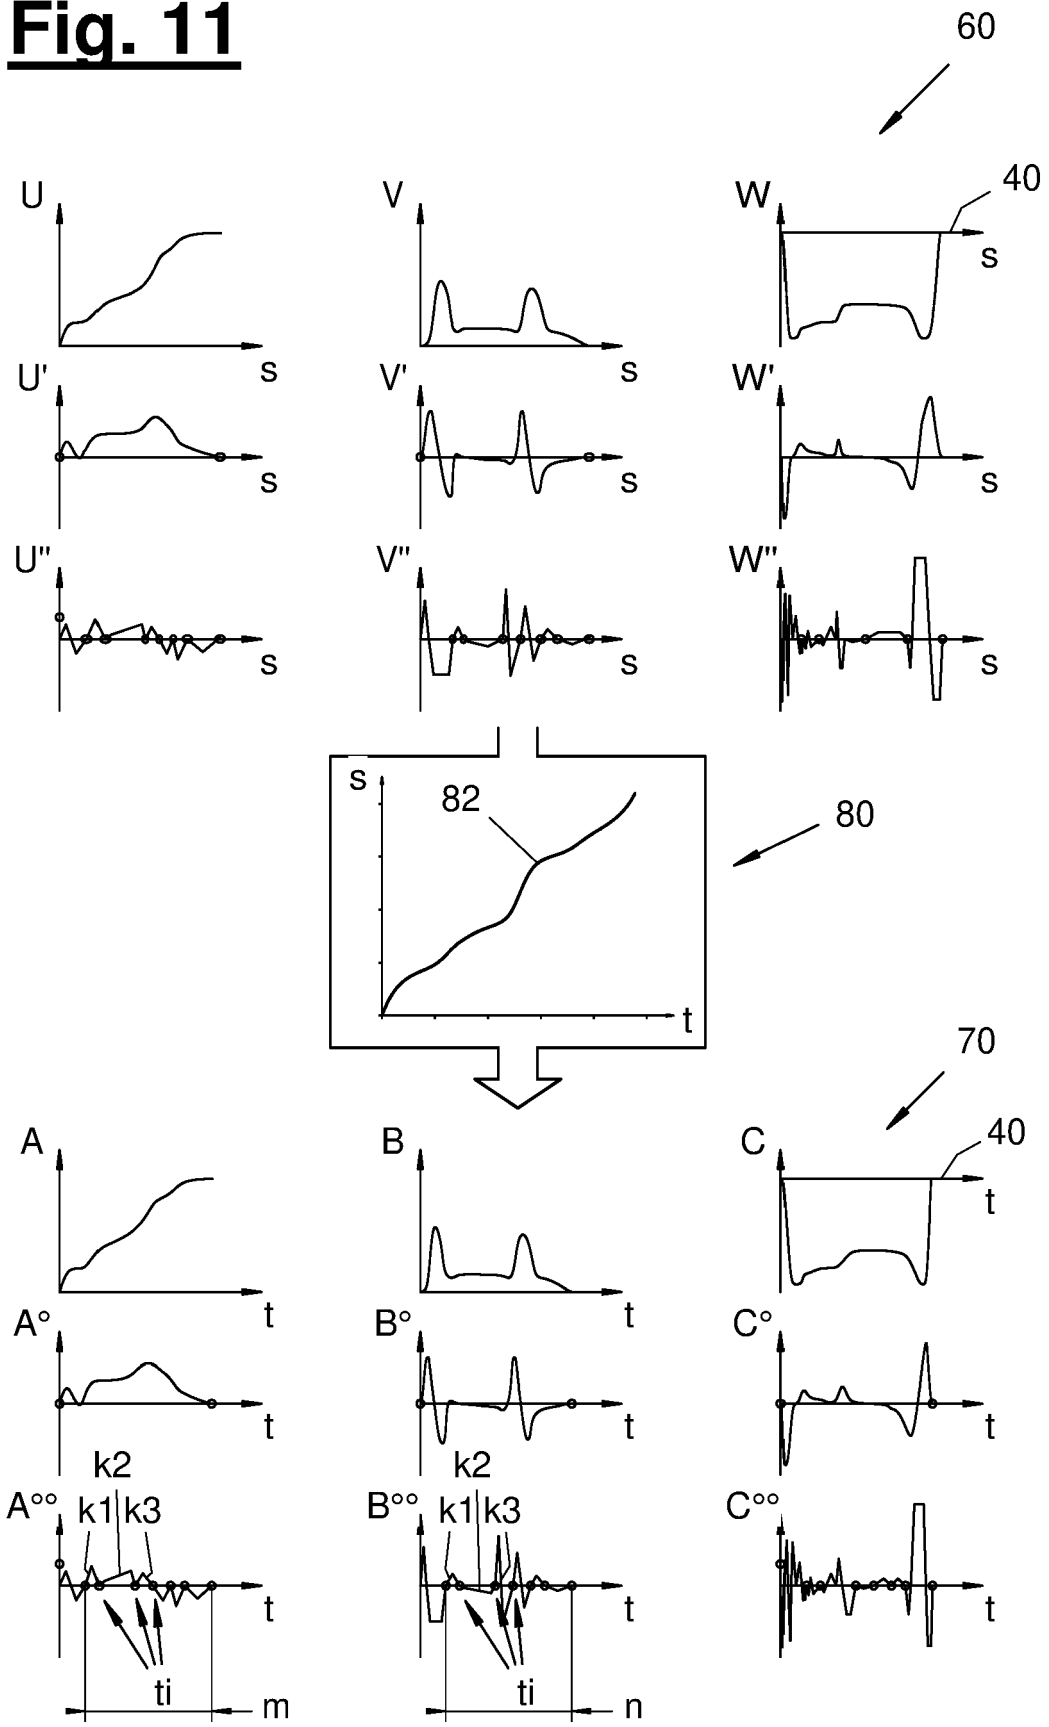 Fig. 11
60
U V W 40
s s s
U' V' W'
s s s
U" V" W"
s s s
s
82
80
t
70
A B C 40
t t t
A° B° C°
t t t
k2 k2
A°° k1 k3 B°° k1 k3 C°°
t t t
ti ti
m n